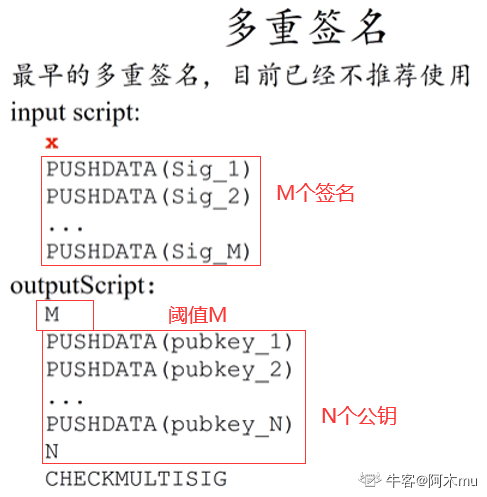 多重签名
最早的多重签名，目前已经不推荐使用
input script:
x
PUSHDATA(Sig_1)
PUSHDATA(Sig_2)
...
PUSHDATA(Sig_M)
M个签名
outputScript：
M
阈值M
PUSHDATA(pubkey_1)
PUSHDATA(pubkey_2)
...
PUSHDATA(pubkey_N)
N
N个公钥
CHECKMULTISIG
牛客@阿木mu